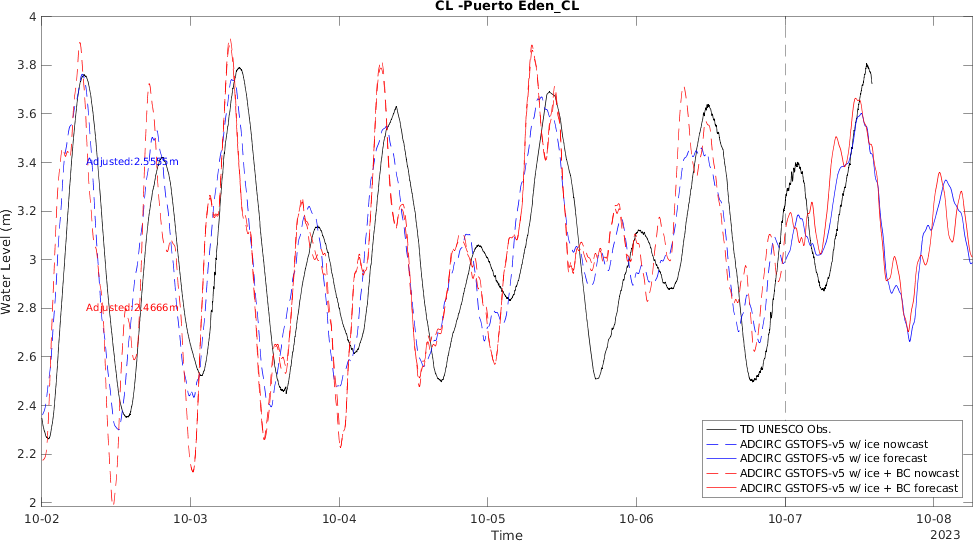 CL -Puerto Eden_CL
4
3.8
3.6
3.4
3.2
3
2.8
2.6
2.4
2.2
2
Water Level (m)
Adjusted:2.5555m
Adjusted:2.4666m
TD UNESCO Obs.
ADCIRC GSTOFS-v5 w/ ice nowcast
ADCIRC GSTOFS-v5 w/ ice forecast
ADCIRC GSTOFS-v5 w/ ice + BC nowcast
ADCIRC GSTOFS-v5 w/ ice + BC forecast
10-02 10-03 10-04 10-05 10-06 10-07 10-08
Time
2023